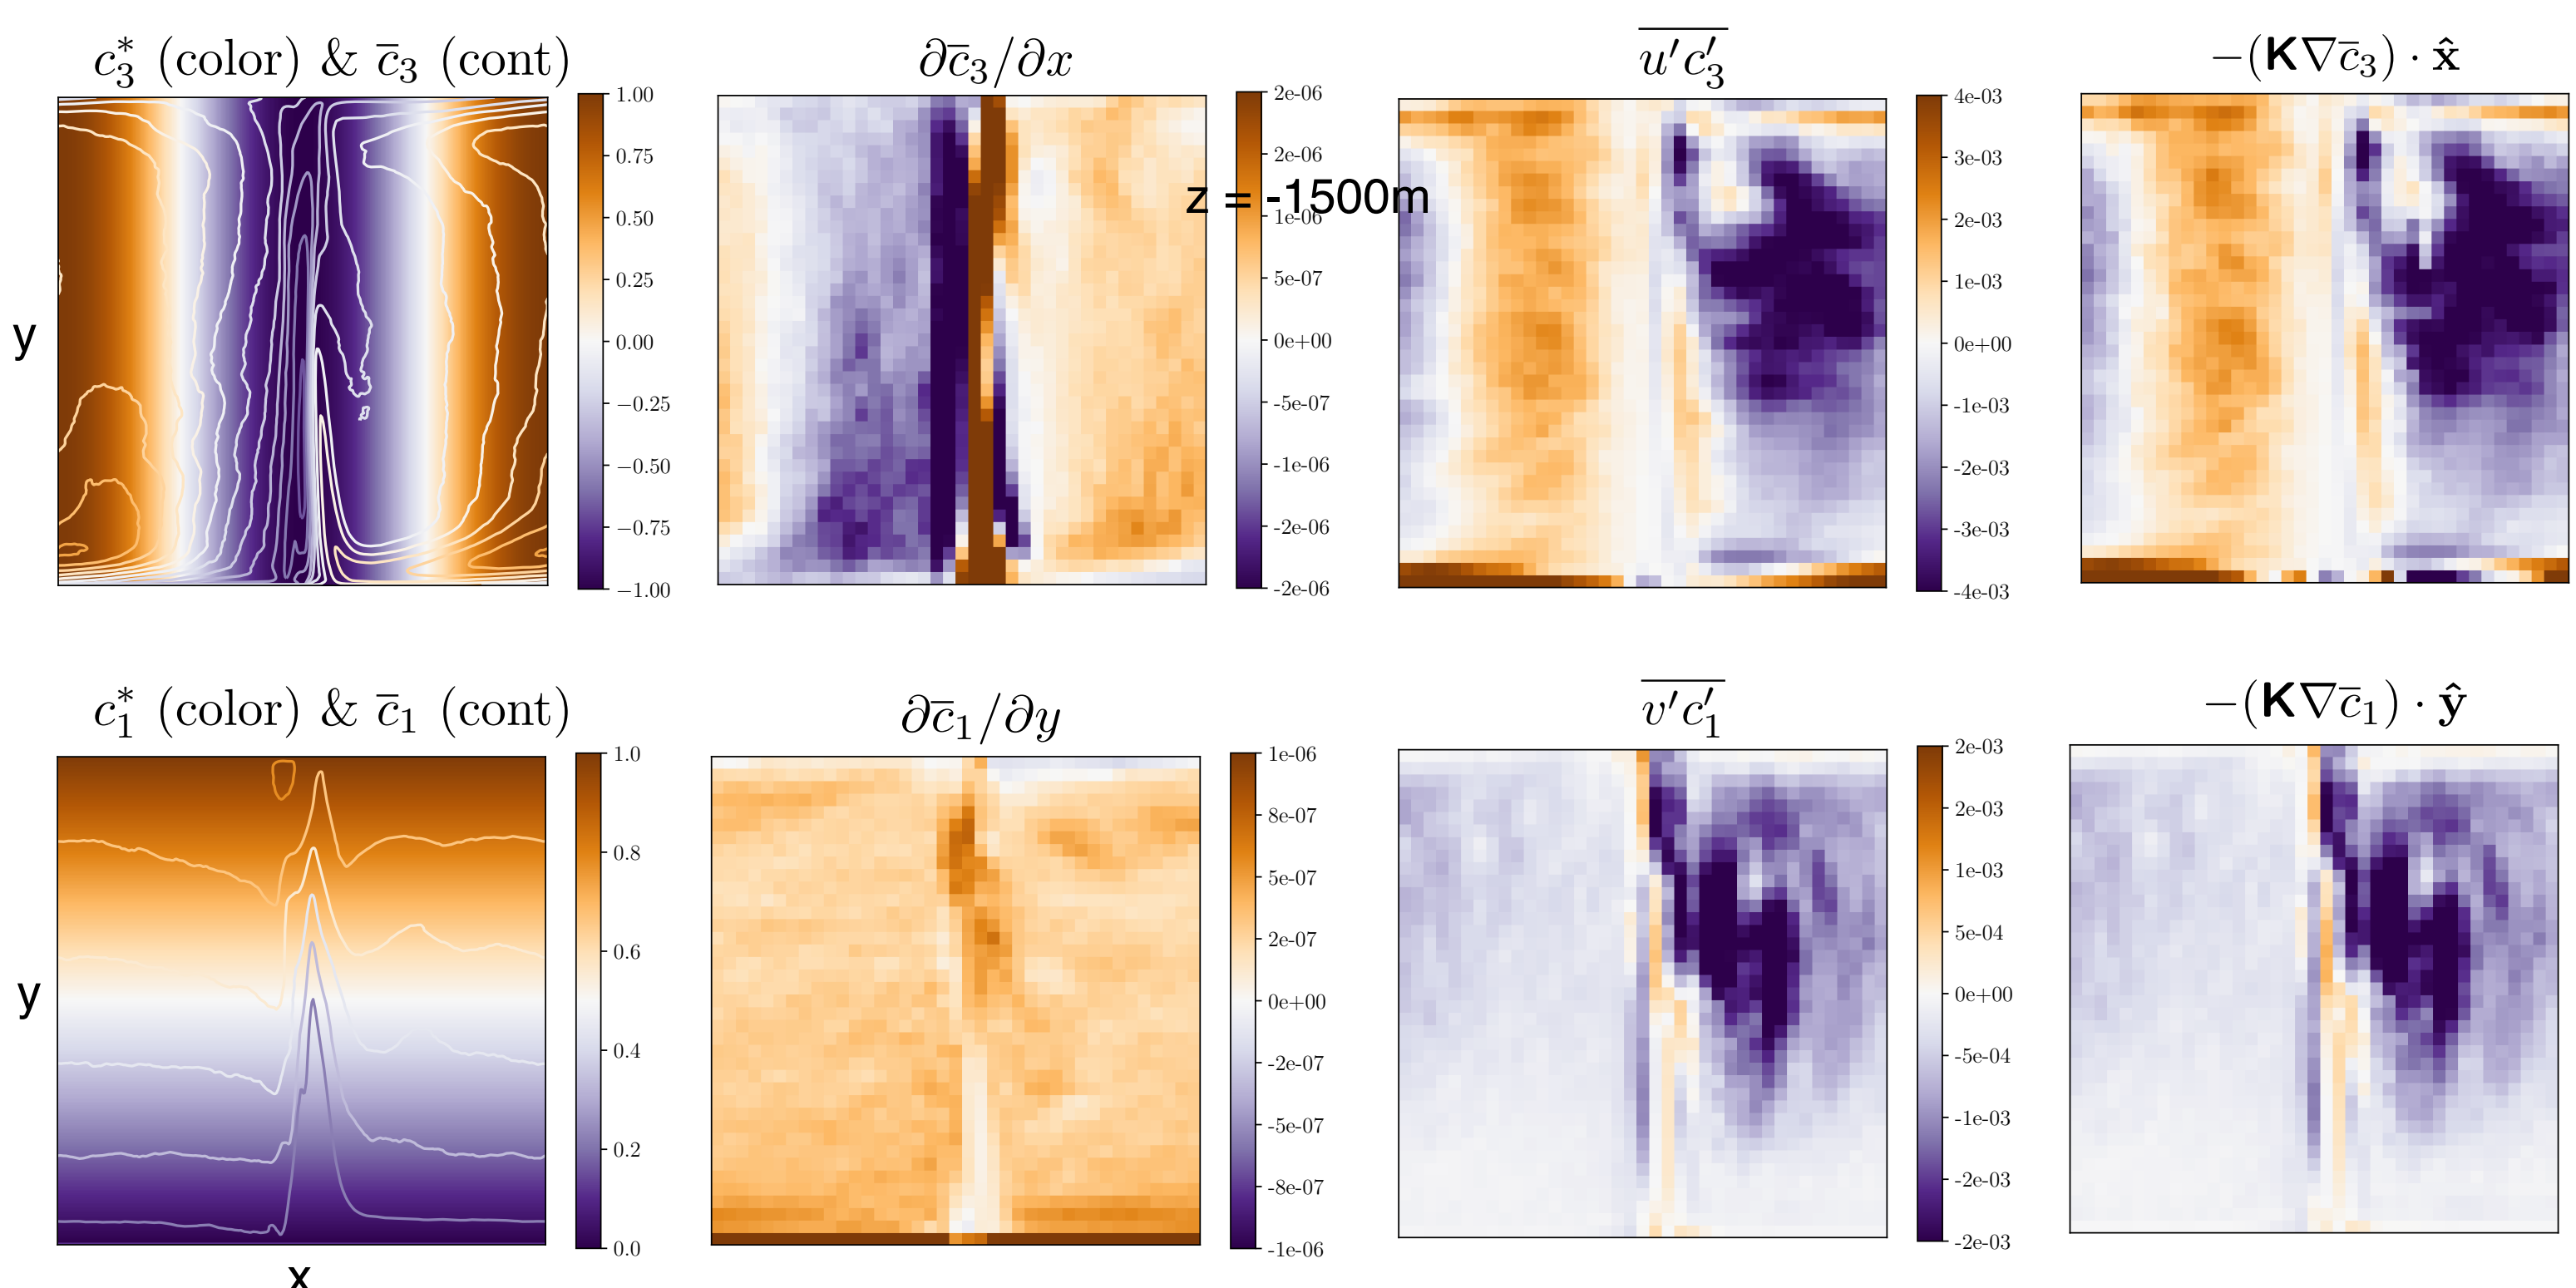 c₃* (color) & c̅₃ (cont)
∂c̅₃/∂x
\overline{u′c₃′}
−(K∇c̅₃) · x̂
1.00
0.75
0.50
0.25
0.00
−0.25
−0.50
−0.75
−1.00
2e-06
2e-06
1e-06
5e-07
0e+00
-5e-07
-1e-06
-2e-06
-2e-06
z = -1500m
4e-03
3e-03
2e-03
1e-03
0e+00
-1e-03
-2e-03
-3e-03
-4e-03
y
c₁* (color) & c̅₁ (cont)
∂c̅₁/∂y
\overline{v′c₁′}
−(K∇c̅₁) · ŷ
1.0
0.8
0.6
0.4
0.2
0.0
1e-06
8e-07
5e-07
2e-07
0e+00
-2e-07
-5e-07
-8e-07
-1e-06
2e-03
2e-03
1e-03
5e-04
0e+00
-5e-04
-1e-03
-2e-03
-2e-03
y
x